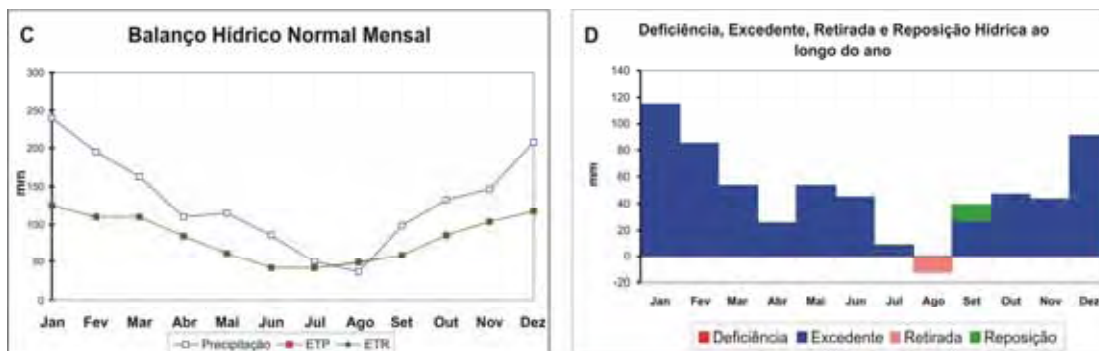 C
Balanço Hídrico Normal Mensal
300
250
200
150
100
50
0
mm
Jan Fev Mar Abr Mai Jun Jul Ago Set Out Nov Dez
Precipitação ETP ETR
D
Deficiência, Excedente, Retirada e Reposição Hídrica ao
longo do ano
140
120
100
80
60
40
20
0
-20
mm
Jan Fev Mar Abr Mai Jun Jul Ago Set Out Nov Dez
Deficiência Excedente Retirada Reposição